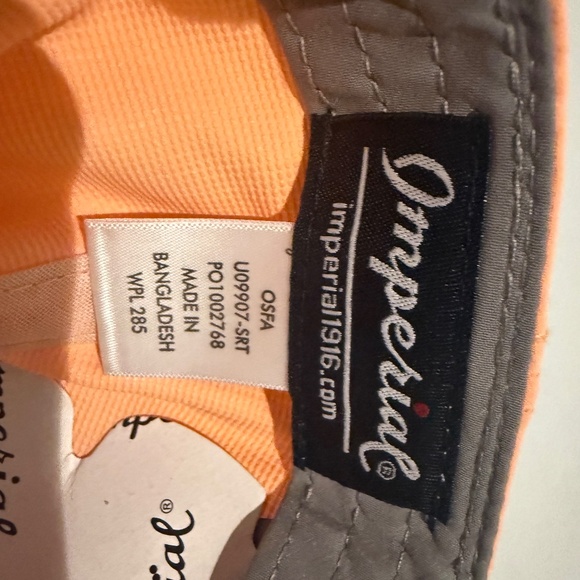 Imperial®
imperial1916.com
OSFA
U09907-SRT
PO1002768
MADE IN
BANGLADESH
WPL 285